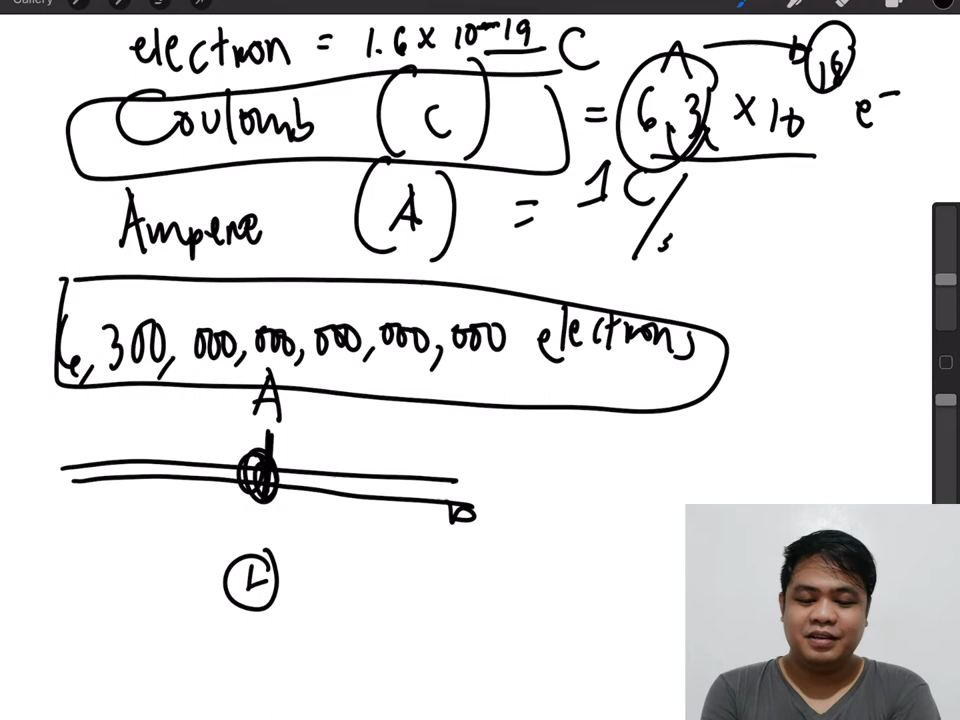 Gallery
electron = 1.6 × 10⁻¹⁹ C
A 18
Coulomb (C) = 6.3 × 10 e⁻
Ampere (A) = 1 C/s
6,300,000,000,000,000,000 electrons
A